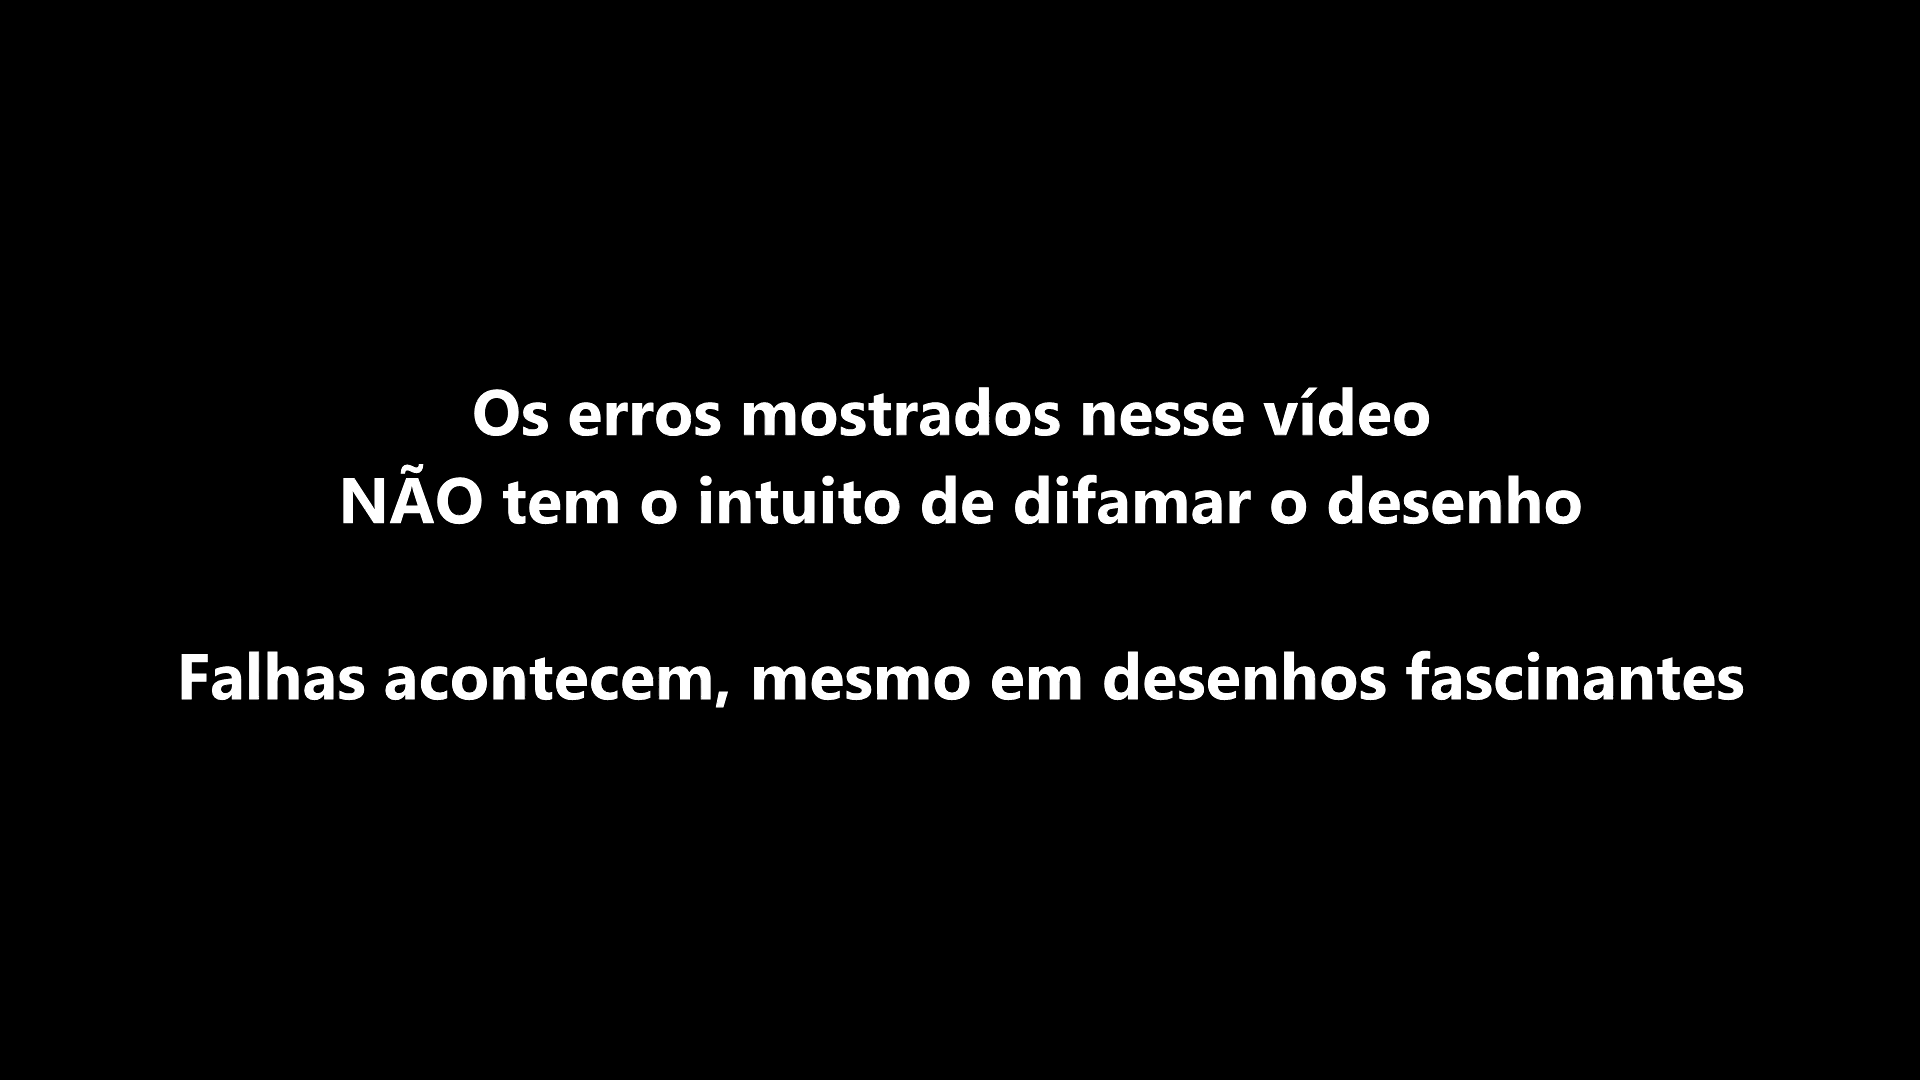 Os erros mostrados nesse vídeo
NÃO tem o intuito de difamar o desenho
Falhas acontecem, mesmo em desenhos fascinantes